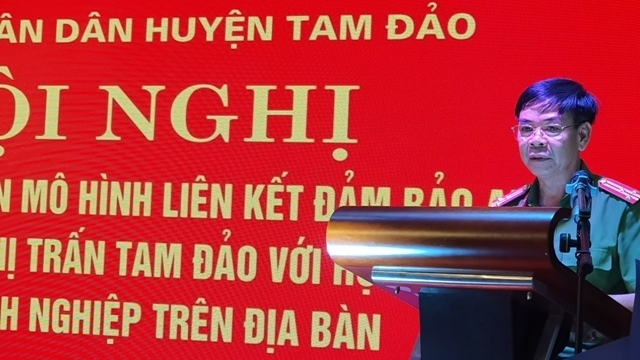 ÂN DÂN HUYỆN TAM ĐẢO
ỘI NGHỊ
N MÔ HÌNH LIÊN KẾT ĐẢM BẢO A
Ị TRẤN TAM ĐẢO VỚI
H NGHIỆP TRÊN ĐỊA BÀN